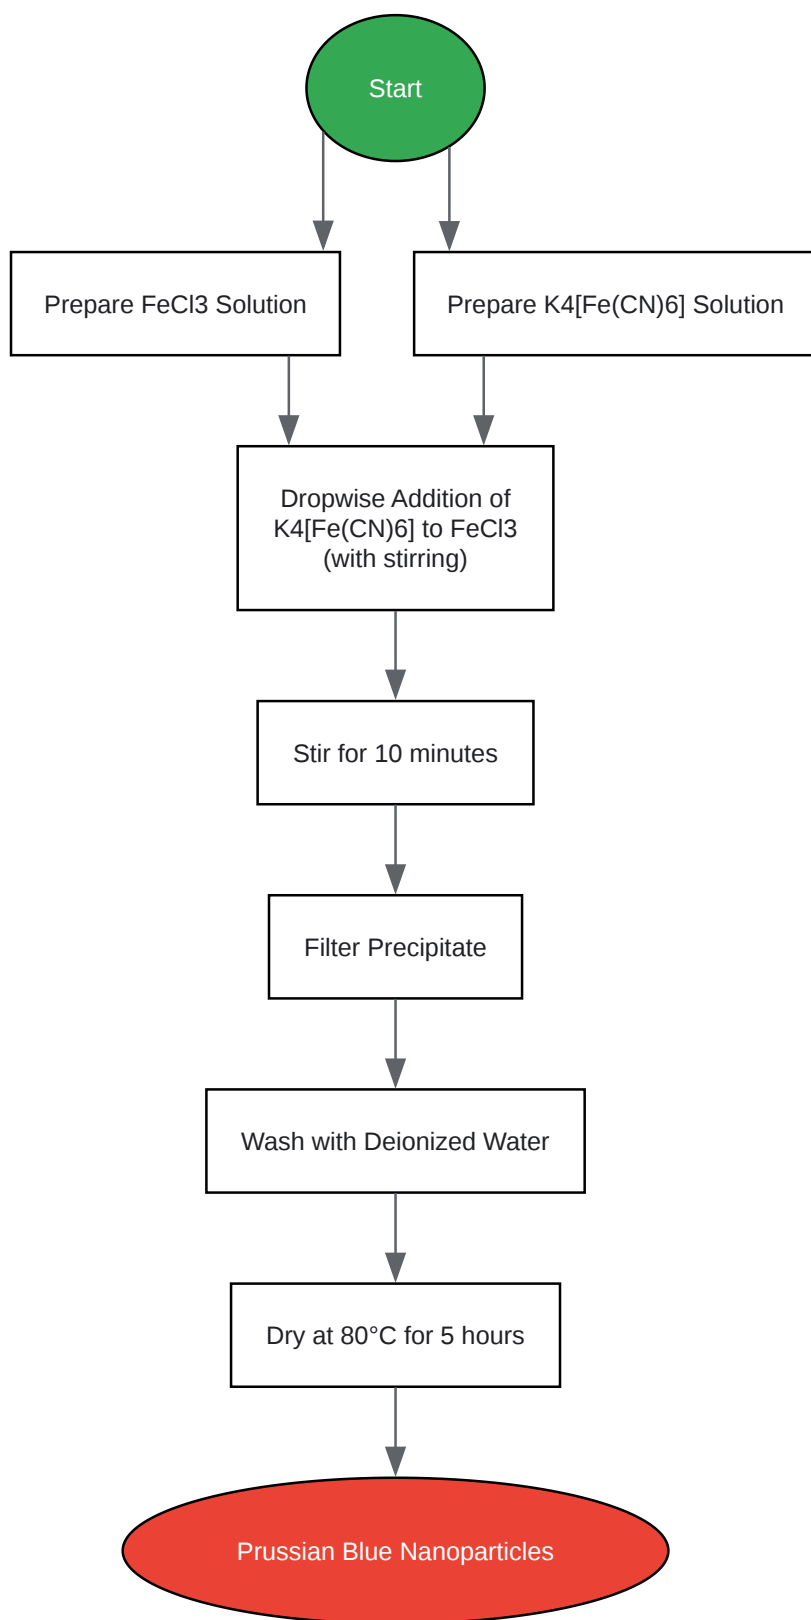 Start
Prepare FeCl3 Solution
Prepare K4[Fe(CN)6] Solution
Dropwise Addition of
K4[Fe(CN)6] to FeCl3
(with stirring)
Stir for 10 minutes
Filter Precipitate
Wash with Deionized Water
Dry at 80°C for 5 hours
Prussian Blue Nanoparticles